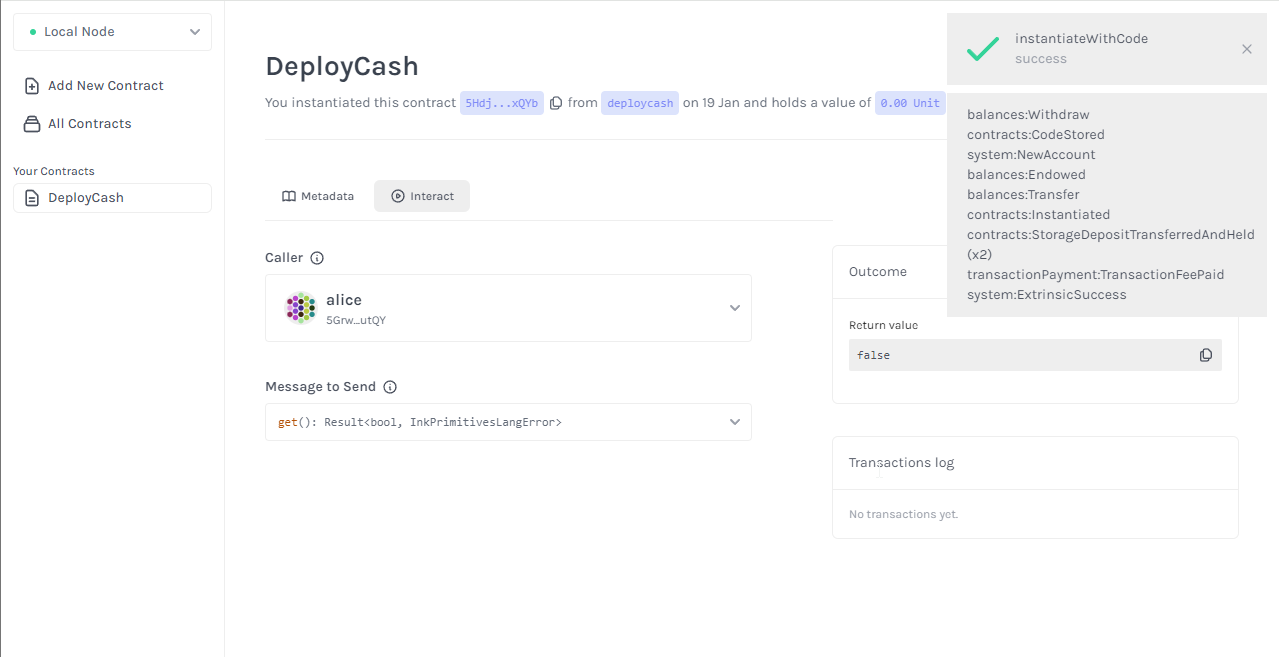 Local Node
Add New Contract
All Contracts
Your Contracts
DeployCash
DeployCash
You instantiated this contract 5Hdj...xQYb from deploycash on 19 Jan and holds a value of 0.00 Unit
Metadata
Interact
Caller
alice
5Grw...utQY
Message to Send
get(): Result<bool, InkPrimitivesLangError>
instantiateWithCode
success
balances:Withdraw
contracts:CodeStored
system:NewAccount
balances:Endowed
balances:Transfer
contracts:Instantiated
contracts:StorageDepositTransferredAndHeld
(x2)
transactionPayment:TransactionFeePaid
system:ExtrinsicSuccess
Outcome
Return value
false
Transactions log
No transactions yet.